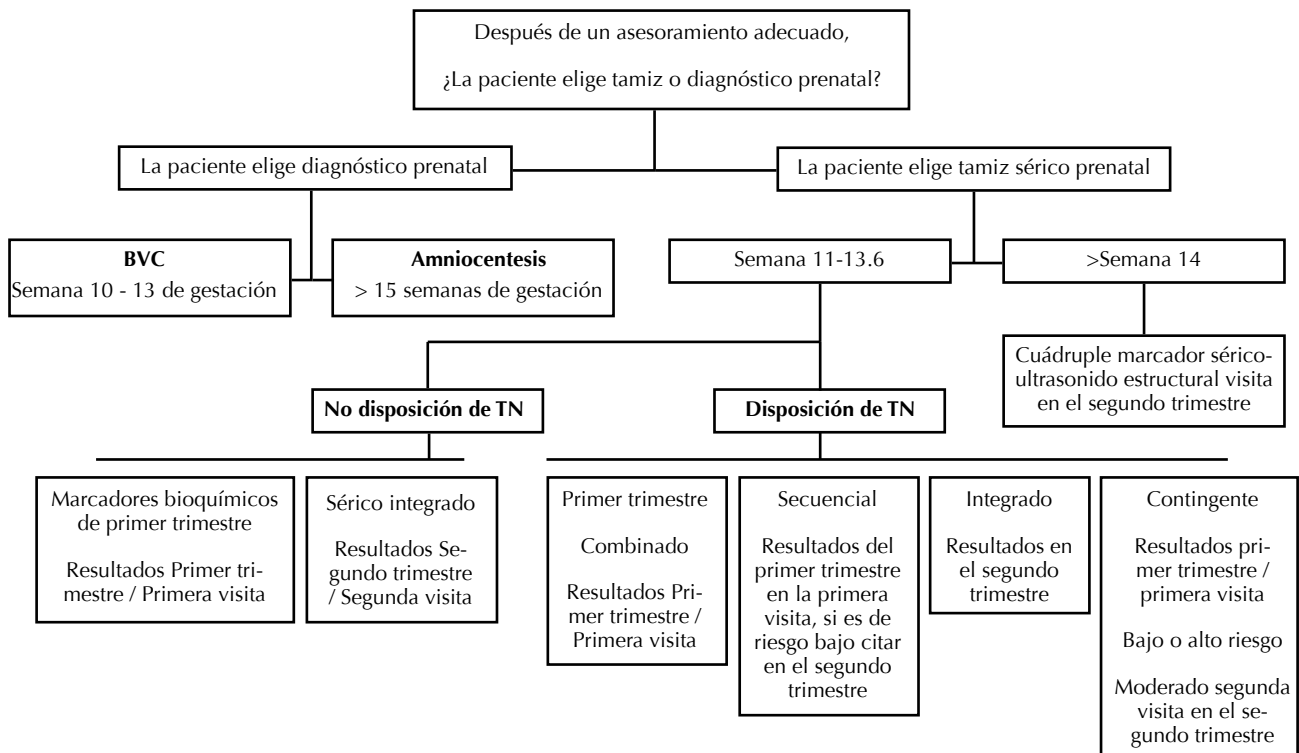 Después de un asesoramiento adecuado,
¿La paciente elige tamiz o diagnóstico prenatal?
La paciente elige diagnóstico prenatal
La paciente elige tamiz sérico prenatal
BVC
Semana 10 - 13 de gestación
Amniocentesis
> 15 semanas de gestación
Semana 11-13.6
>Semana 14
Cuádruple marcador sérico-
ultrasonido estructural visita
en el segundo trimestre
No disposición de TN
Disposición de TN
Marcadores bioquímicos
de primer trimestre
Resultados Primer tri-
mestre / Primera visita
Sérico integrado
Resultados Se-
gundo trimestre
/ Segunda visita
Primer trimestre
Combinado
Resultados Pri-
mer trimestre /
Primera visita
Secuencial
Resultados del
primer trimestre
en la primera
visita, si es de
riesgo bajo citar
en el segundo
trimestre
Integrado
Resultados en
el segundo
trimestre
Contingente
Resultados pri-
mer trimestre /
primera visita
Bajo o alto riesgo
Moderado segunda
visita en el se-
gundo trimestre